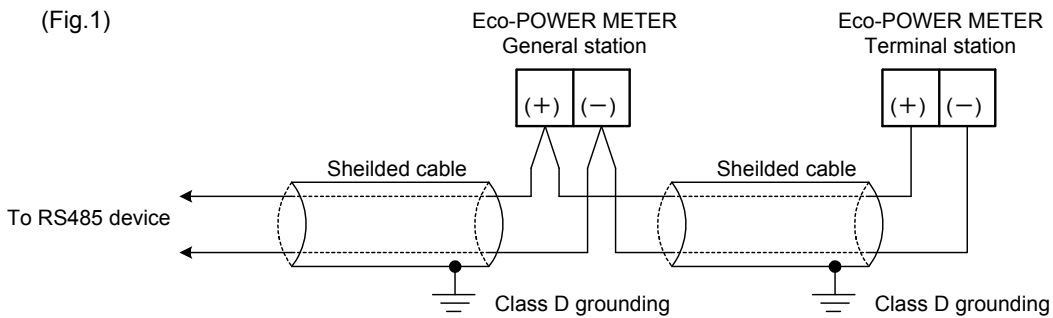 (Fig.1)
Eco-POWER METER
General station
Eco-POWER METER
Terminal station
(+) (−)
(+) (−)
Sheilded cable
Sheilded cable
To RS485 device
Class D grounding
Class D grounding